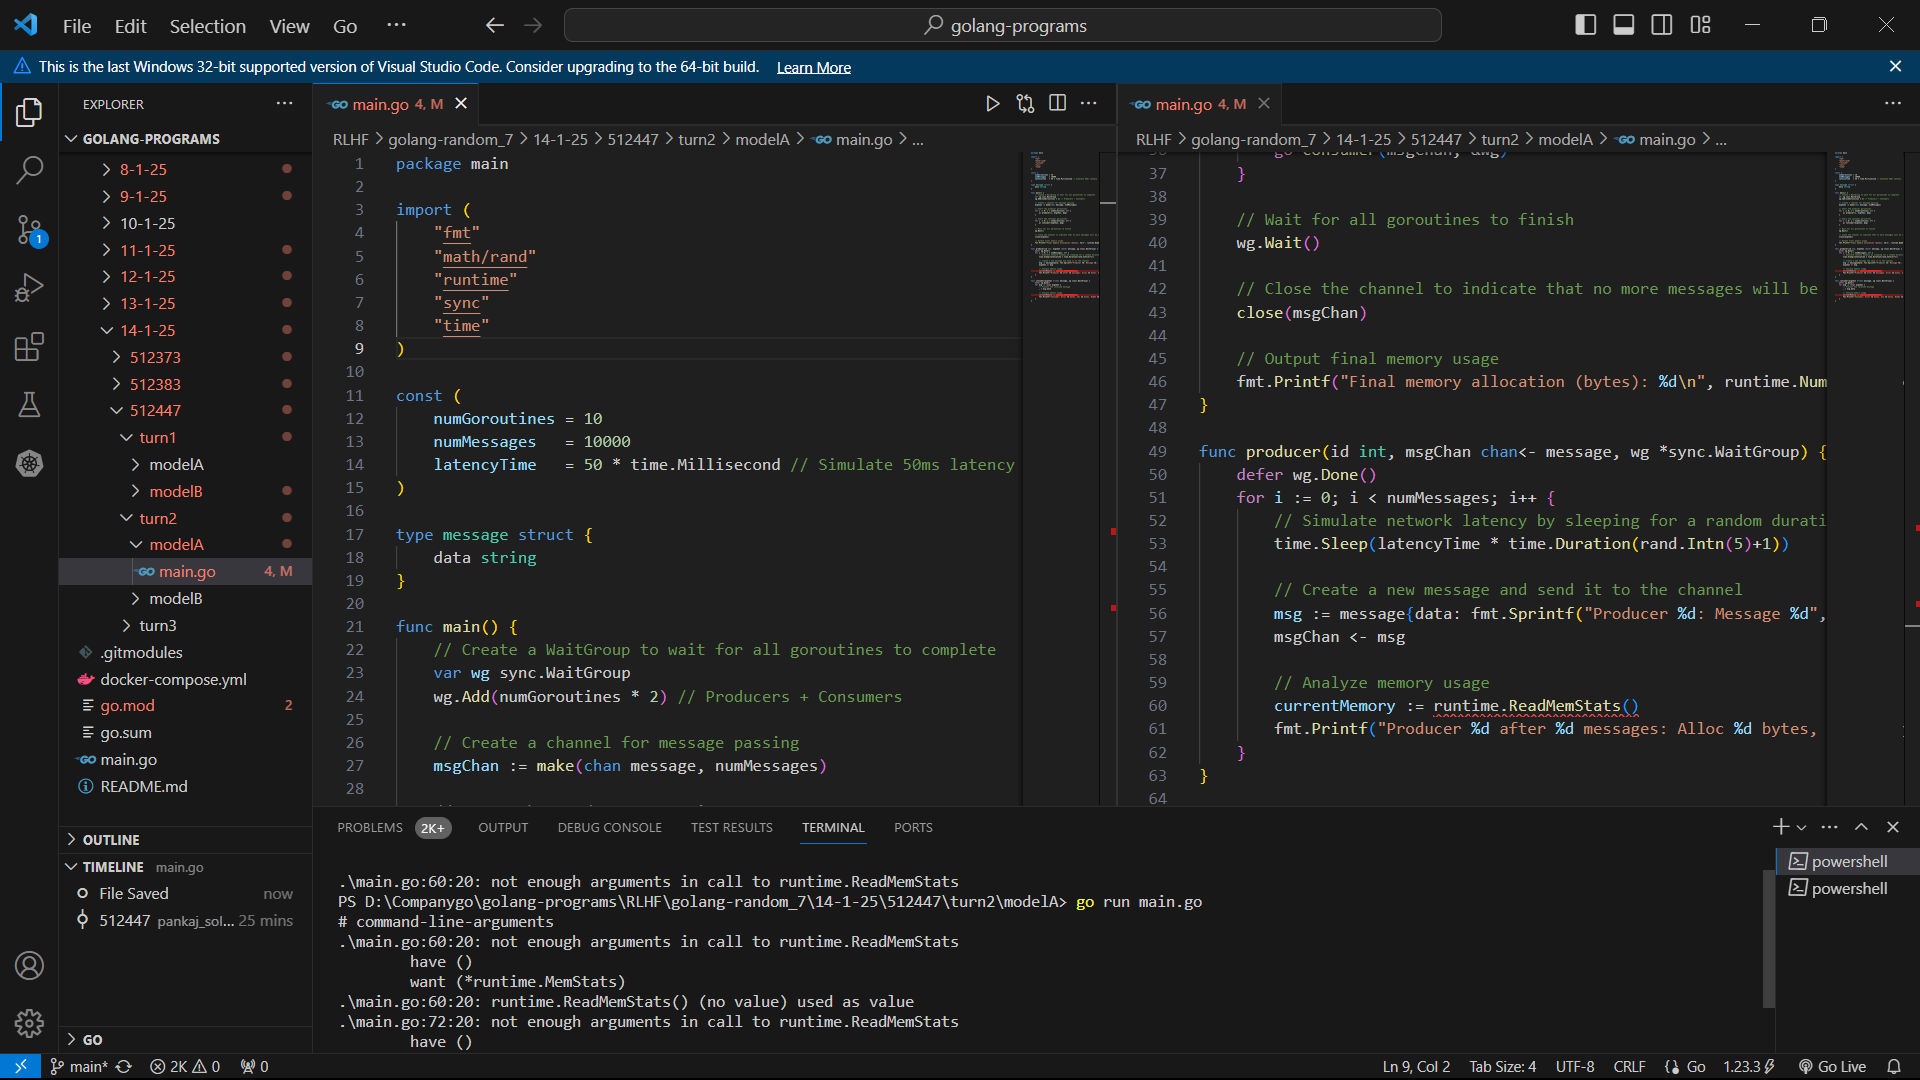 File Edit Selection View Go ··· golang-programs
This is the last Windows 32-bit supported version of Visual Studio Code. Consider upgrading to the 64-bit build. Learn More
EXPLORER
GOLANG-PROGRAMS
8-1-25
9-1-25
10-1-25
11-1-25
12-1-25
13-1-25
14-1-25
512373
512383
512447
turn1
modelA
modelB
turn2
modelA
main.go 4, M
modelB
turn3
.gitmodules
docker-compose.yml
go.mod 2
go.sum
main.go
README.md
OUTLINE
TIMELINE main.go
File Saved now
512447 pankaj_sol... 25 mins
GO
main.go 4, M
RLHF > golang-random_7 > 14-1-25 > 512447 > turn2 > modelA > main.go > ...
1 package main
2
3 import (
4 "fmt"
5 "math/rand"
6 "runtime"
7 "sync"
8 "time"
9 )
10
11 const (
12 numGoroutines = 10
13 numMessages = 10000
14 latencyTime = 50 * time.Millisecond // Simulate 50ms latency
15 )
16
17 type message struct {
18 data string
19 }
20
21 func main() {
22 // Create a WaitGroup to wait for all goroutines to complete
23 var wg sync.WaitGroup
24 wg.Add(numGoroutines * 2) // Producers + Consumers
25
26 // Create a channel for message passing
27 msgChan := make(chan message, numMessages)
28
main.go 4, M
RLHF > golang-random_7 > 14-1-25 > 512447 > turn2 > modelA > main.go > ...
37 }
38
39 // Wait for all goroutines to finish
40 wg.Wait()
41
42 // Close the channel to indicate that no more messages will be
43 close(msgChan)
44
45 // Output final memory usage
46 fmt.Printf("Final memory allocation (bytes): %d\n", runtime.Num
47 }
48
49 func producer(id int, msgChan chan<- message, wg *sync.WaitGroup) {
50 defer wg.Done()
51 for i := 0; i < numMessages; i++ {
52 // Simulate network latency by sleeping for a random durati
53 time.Sleep(latencyTime * time.Duration(rand.Intn(5)+1))
54
55 // Create a new message and send it to the channel
56 msg := message{data: fmt.Sprintf("Producer %d: Message %d",
57 msgChan <- msg
58
59 // Analyze memory usage
60 currentMemory := runtime.ReadMemStats()
61 fmt.Printf("Producer %d after %d messages: Alloc %d bytes,
62 }
63 }
64
PROBLEMS 2K+ OUTPUT DEBUG CONSOLE TEST RESULTS TERMINAL PORTS
.\main.go:60:20: not enough arguments in call to runtime.ReadMemStats
PS D:\Companygo\golang-programs\RLHF\golang-random_7\14-1-25\512447\turn2\modelA> go run main.go
# command-line-arguments
.\main.go:60:20: not enough arguments in call to runtime.ReadMemStats
have ()
want (*runtime.MemStats)
.\main.go:60:20: runtime.ReadMemStats() (no value) used as value
.\main.go:72:20: not enough arguments in call to runtime.ReadMemStats
have ()
powershell
powershell
main* 2K 0 0 Ln 9, Col 2 Tab Size: 4 UTF-8 CRLF Go 1.23.3 Go Live